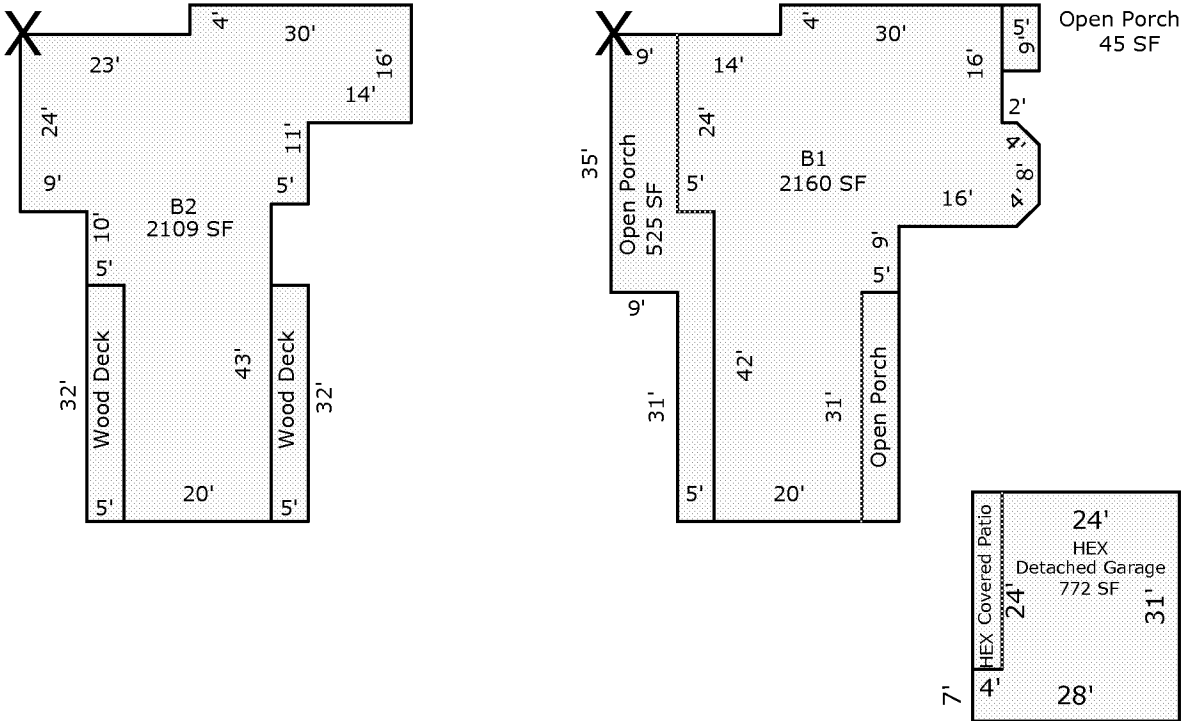 X
4'
30'
23'
16'
14'
24'
11'
9'
5'
B2
2109 SF
10'
5'
Wood Deck
43'
Wood Deck
32'
32'
5'
20'
5'
X
9'
14'
4'
30'
16'
5'
9'
Open Porch
45 SF
2'
4'
8'
4'
24'
35'
Open Porch
525 SF
5'
B1
2160 SF
16'
9'
5'
9'
42'
31'
31'
Open Porch
5'
20'
24'
HEX
Detached Garage
772 SF
HEX Covered Patio
24'
31'
7'
4'
28'